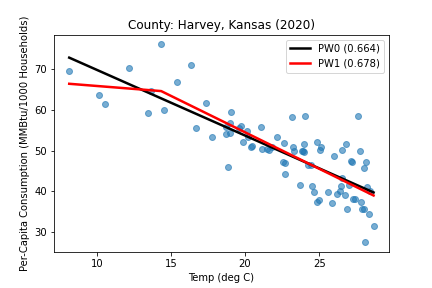 County: Harvey, Kansas (2020)
PW0 (0.664)
PW1 (0.678)
Per-Capita Consumption (MMBtu/1000 Households)
70
60
50
40
30
10 15 20 25
Temp (deg C)